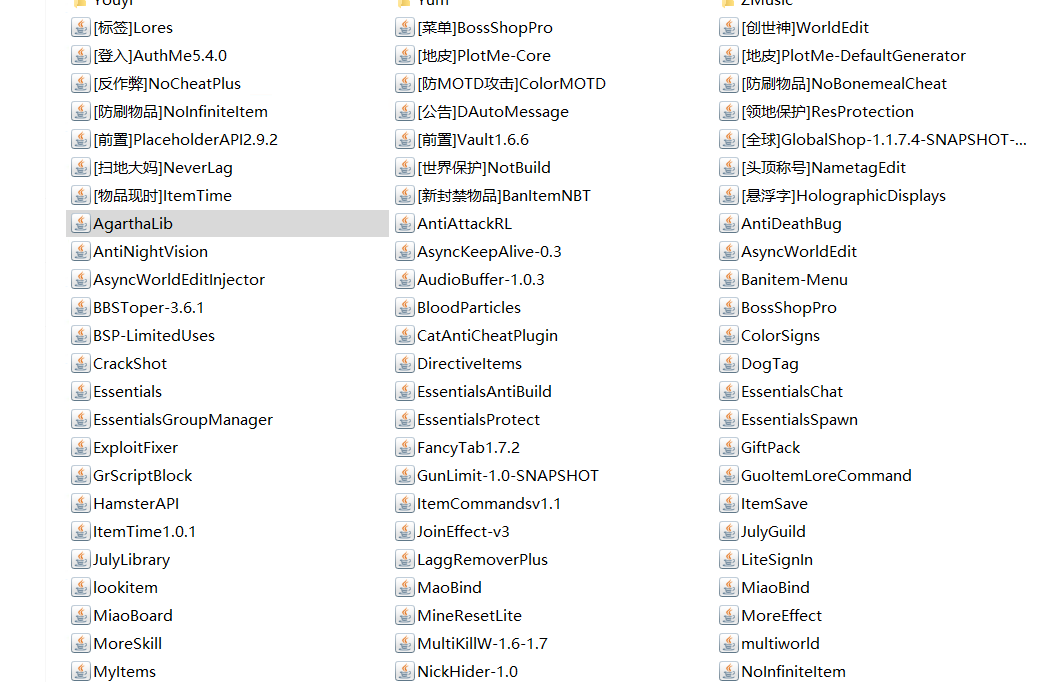 Youyi Yum ZMusic
[标签]Lores [菜单]BossShopPro [创世神]WorldEdit
[登入]AuthMe5.4.0 [地皮]PlotMe-Core [地皮]PlotMe-DefaultGenerator
[反作弊]NoCheatPlus [防MOTD攻击]ColorMOTD [防刷物品]NoBonemealCheat
[防刷物品]NoInfiniteItem [公告]DAutoMessage [领地保护]ResProtection
[前置]PlaceholderAPI2.9.2 [前置]Vault1.6.6 [全球]GlobalShop-1.1.7.4-SNAPSHOT-...
[扫地大妈]NeverLag [世界保护]NotBuild [头顶称号]NametagEdit
[物品现时]ItemTime [新封禁物品]BanItemNBT [悬浮字]HolographicDisplays
AgarthaLib AntiAttackRL AntiDeathBug
AntiNightVision AsyncKeepAlive-0.3 AsyncWorldEdit
AsyncWorldEditInjector AudioBuffer-1.0.3 Banitem-Menu
BBSToper-3.6.1 BloodParticles BossShopPro
BSP-LimitedUses CatAntiCheatPlugin ColorSigns
CrackShot DirectiveItems DogTag
Essentials EssentialsAntiBuild EssentialsChat
EssentialsGroupManager EssentialsProtect EssentialsSpawn
ExploitFixer FancyTab1.7.2 GiftPack
GrScriptBlock GunLimit-1.0-SNAPSHOT GuoItemLoreCommand
HamsterAPI ItemCommandsv1.1 ItemSave
ItemTime1.0.1 JoinEffect-v3 JulyGuild
JulyLibrary LaggRemoverPlus LiteSignIn
lookitem MaoBind MiaoBind
MiaoBoard MineResetLite MoreEffect
MoreSkill MultiKillW-1.6-1.7 multiworld
MyItems NickHider-1.0 NoInfiniteItem